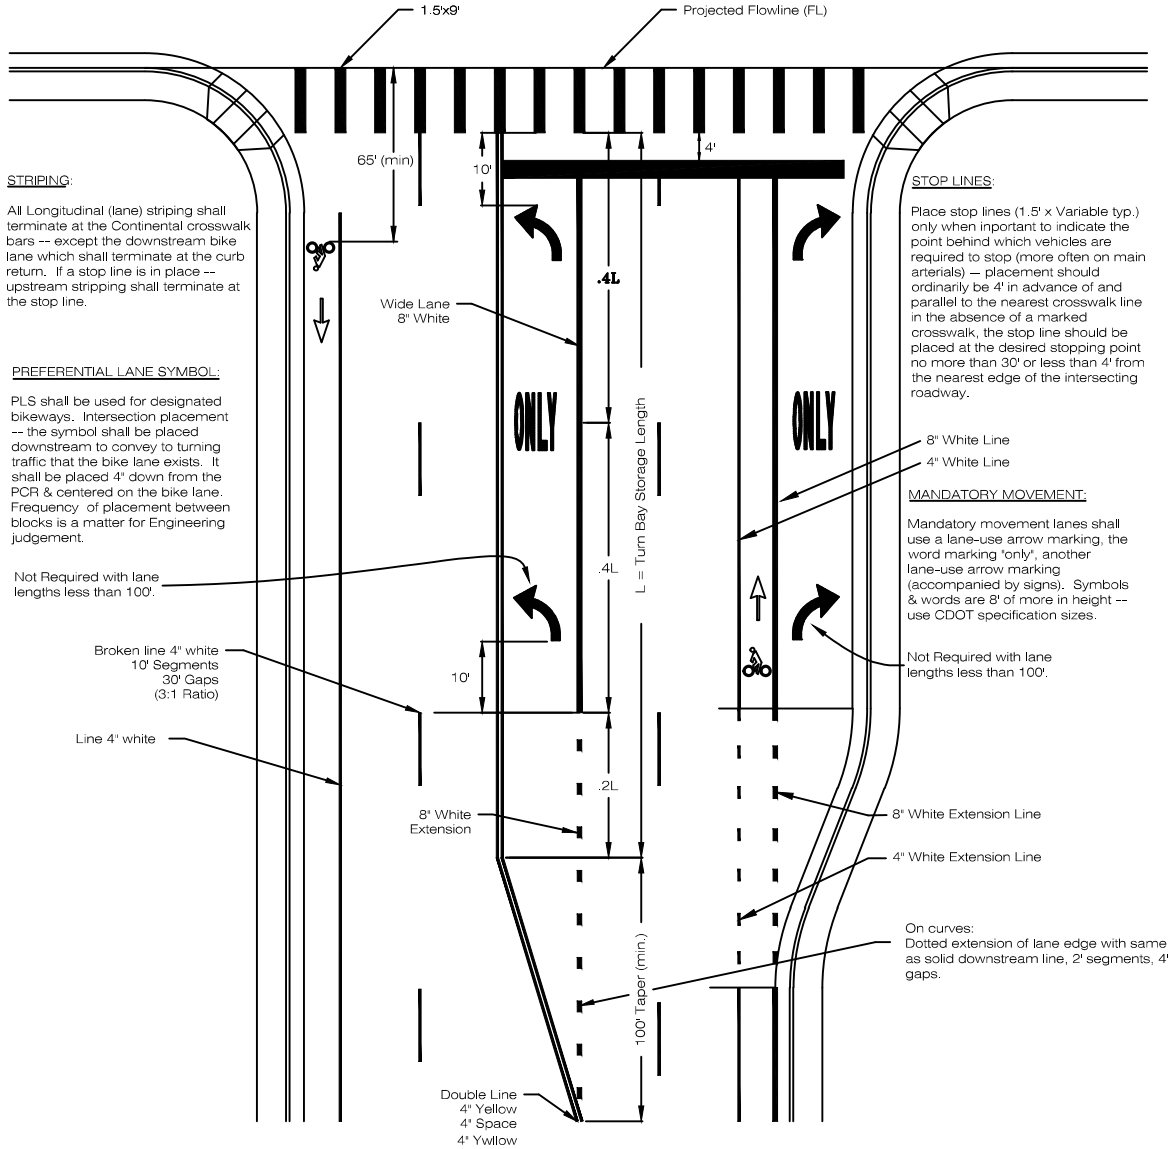 1.5'x9'
Projected Flowline (FL)
65' (min)
10'
4'
STRIPING:
All Longitudinal (lane) striping shall
terminate at the Continental crosswalk
bars -- except the downstream bike
lane which shall terminate at the curb
return. If a stop line is in place --
upstream stripping shall terminate at
the stop line.
STOP LINES:
Place stop lines (1.5' x Variable typ.)
only when inportant to indicate the
point behind which vehicles are
required to stop (more often on main
arterials) – placement should
ordinarily be 4' in advance of and
parallel to the nearest crosswalk line
in the absence of a marked
crosswalk, the stop line should be
placed at the desired stopping point
no more than 30' or less than 4' from
the nearest edge of the intersecting
roadway.
.4L
Wide Lane
8" White
PREFERENTIAL LANE SYMBOL:
PLS shall be used for designated
bikeways. Intersection placement
-- the symbol shall be placed
downstream to convey to turning
traffic that the bike lane exists. It
shall be placed 4" down from the
PCR & centered on the bike lane.
Frequency of placement between
blocks is a matter for Engineering
judgement.
ONLY
ONLY
L = Turn Bay Storage Length
8" White Line
4" White Line
MANDATORY MOVEMENT:
Mandatory movement lanes shall
use a lane-use arrow marking, the
word marking "only", another
lane-use arrow marking
(accompanied by signs). Symbols
& words are 8' of more in height --
use CDOT specification sizes.
Not Required with lane
lengths less than 100'.
.4L
Broken line 4" white
10' Segments
30' Gaps
(3:1 Ratio)
10'
Not Required with lane
lengths less than 100'.
Line 4" white
.2L
8" White
Extension
8" White Extension Line
4" White Extension Line
On curves:
Dotted extension of lane edge with same
as solid downstream line, 2' segments, 4'
gaps.
100' Taper (min.)
Double Line
4" Yellow
4" Space
4" Ywllow